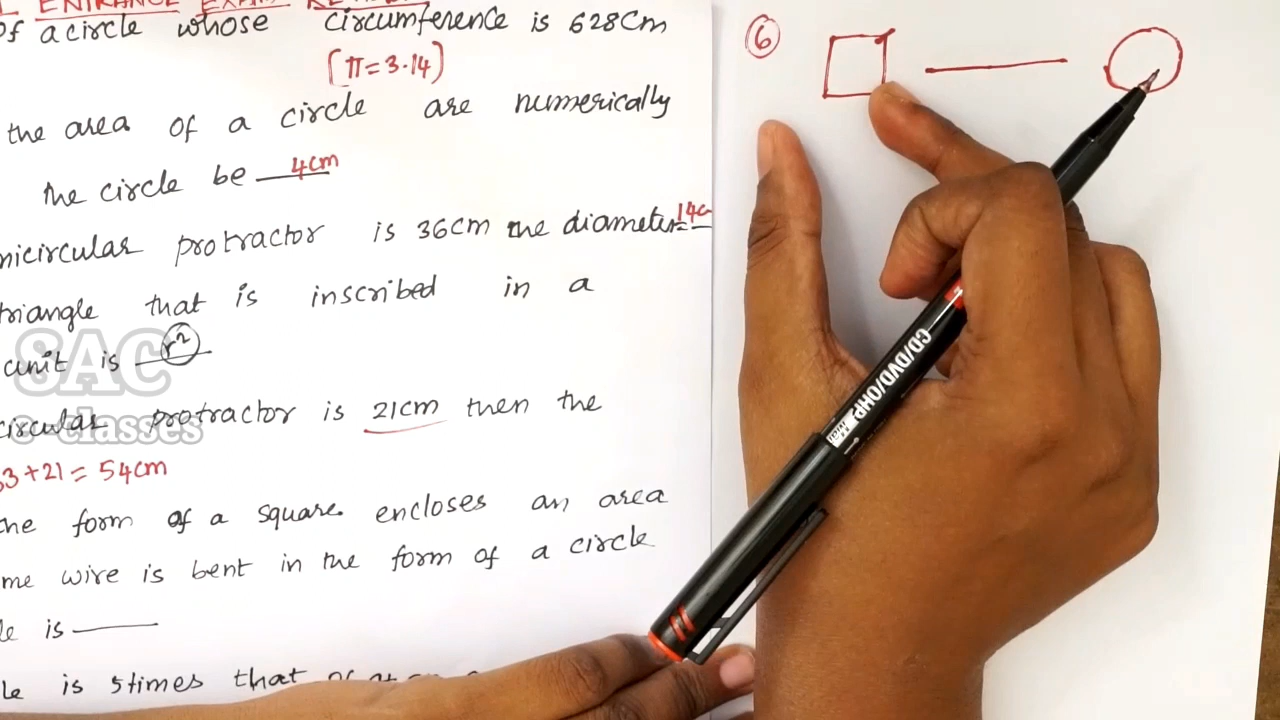 ENTRANCE EXAM
of a circle whose circumference is 628cm
(π = 3.14)
the area of a circle are numerically
the circle be 4cm
micircular protractor is 36cm the diameter= 14c
triangle that is inscribed in a
unit is r²
SAC
circular protractor is 21cm then the
e-classes
33 + 21 = 54cm
the form of a square encloses an area
me wire is bent in the form of a circle
le is
le is 5times that of
6
CD/DVD/OHP